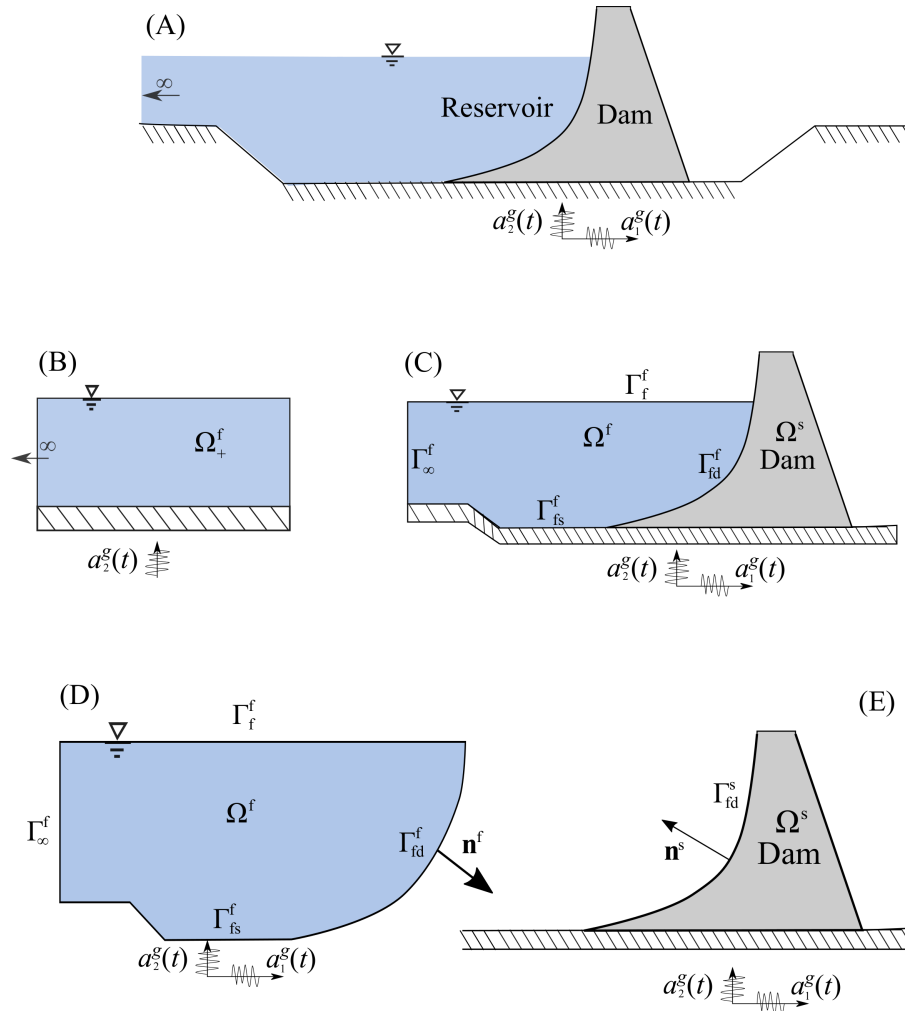 (A)
∞
Reservoir
Dam
a₂ᵍ(t)
a₁ᵍ(t)
(B)
Ω₊ᶠ
∞
a₂ᵍ(t)
(C)
Γ_f^f
Ω^f
Ω^s
Dam
Γ_∞^f
Γ_fd^f
Γ_fs^f
a₂ᵍ(t)
a₁ᵍ(t)
(D)
Γ_f^f
Ω^f
Γ_∞^f
Γ_fd^f
n^f
Γ_fs^f
a₂ᵍ(t)
a₁ᵍ(t)
(E)
Γ_fd^s
Ω^s
Dam
n^s
a₂ᵍ(t)
a₁ᵍ(t)